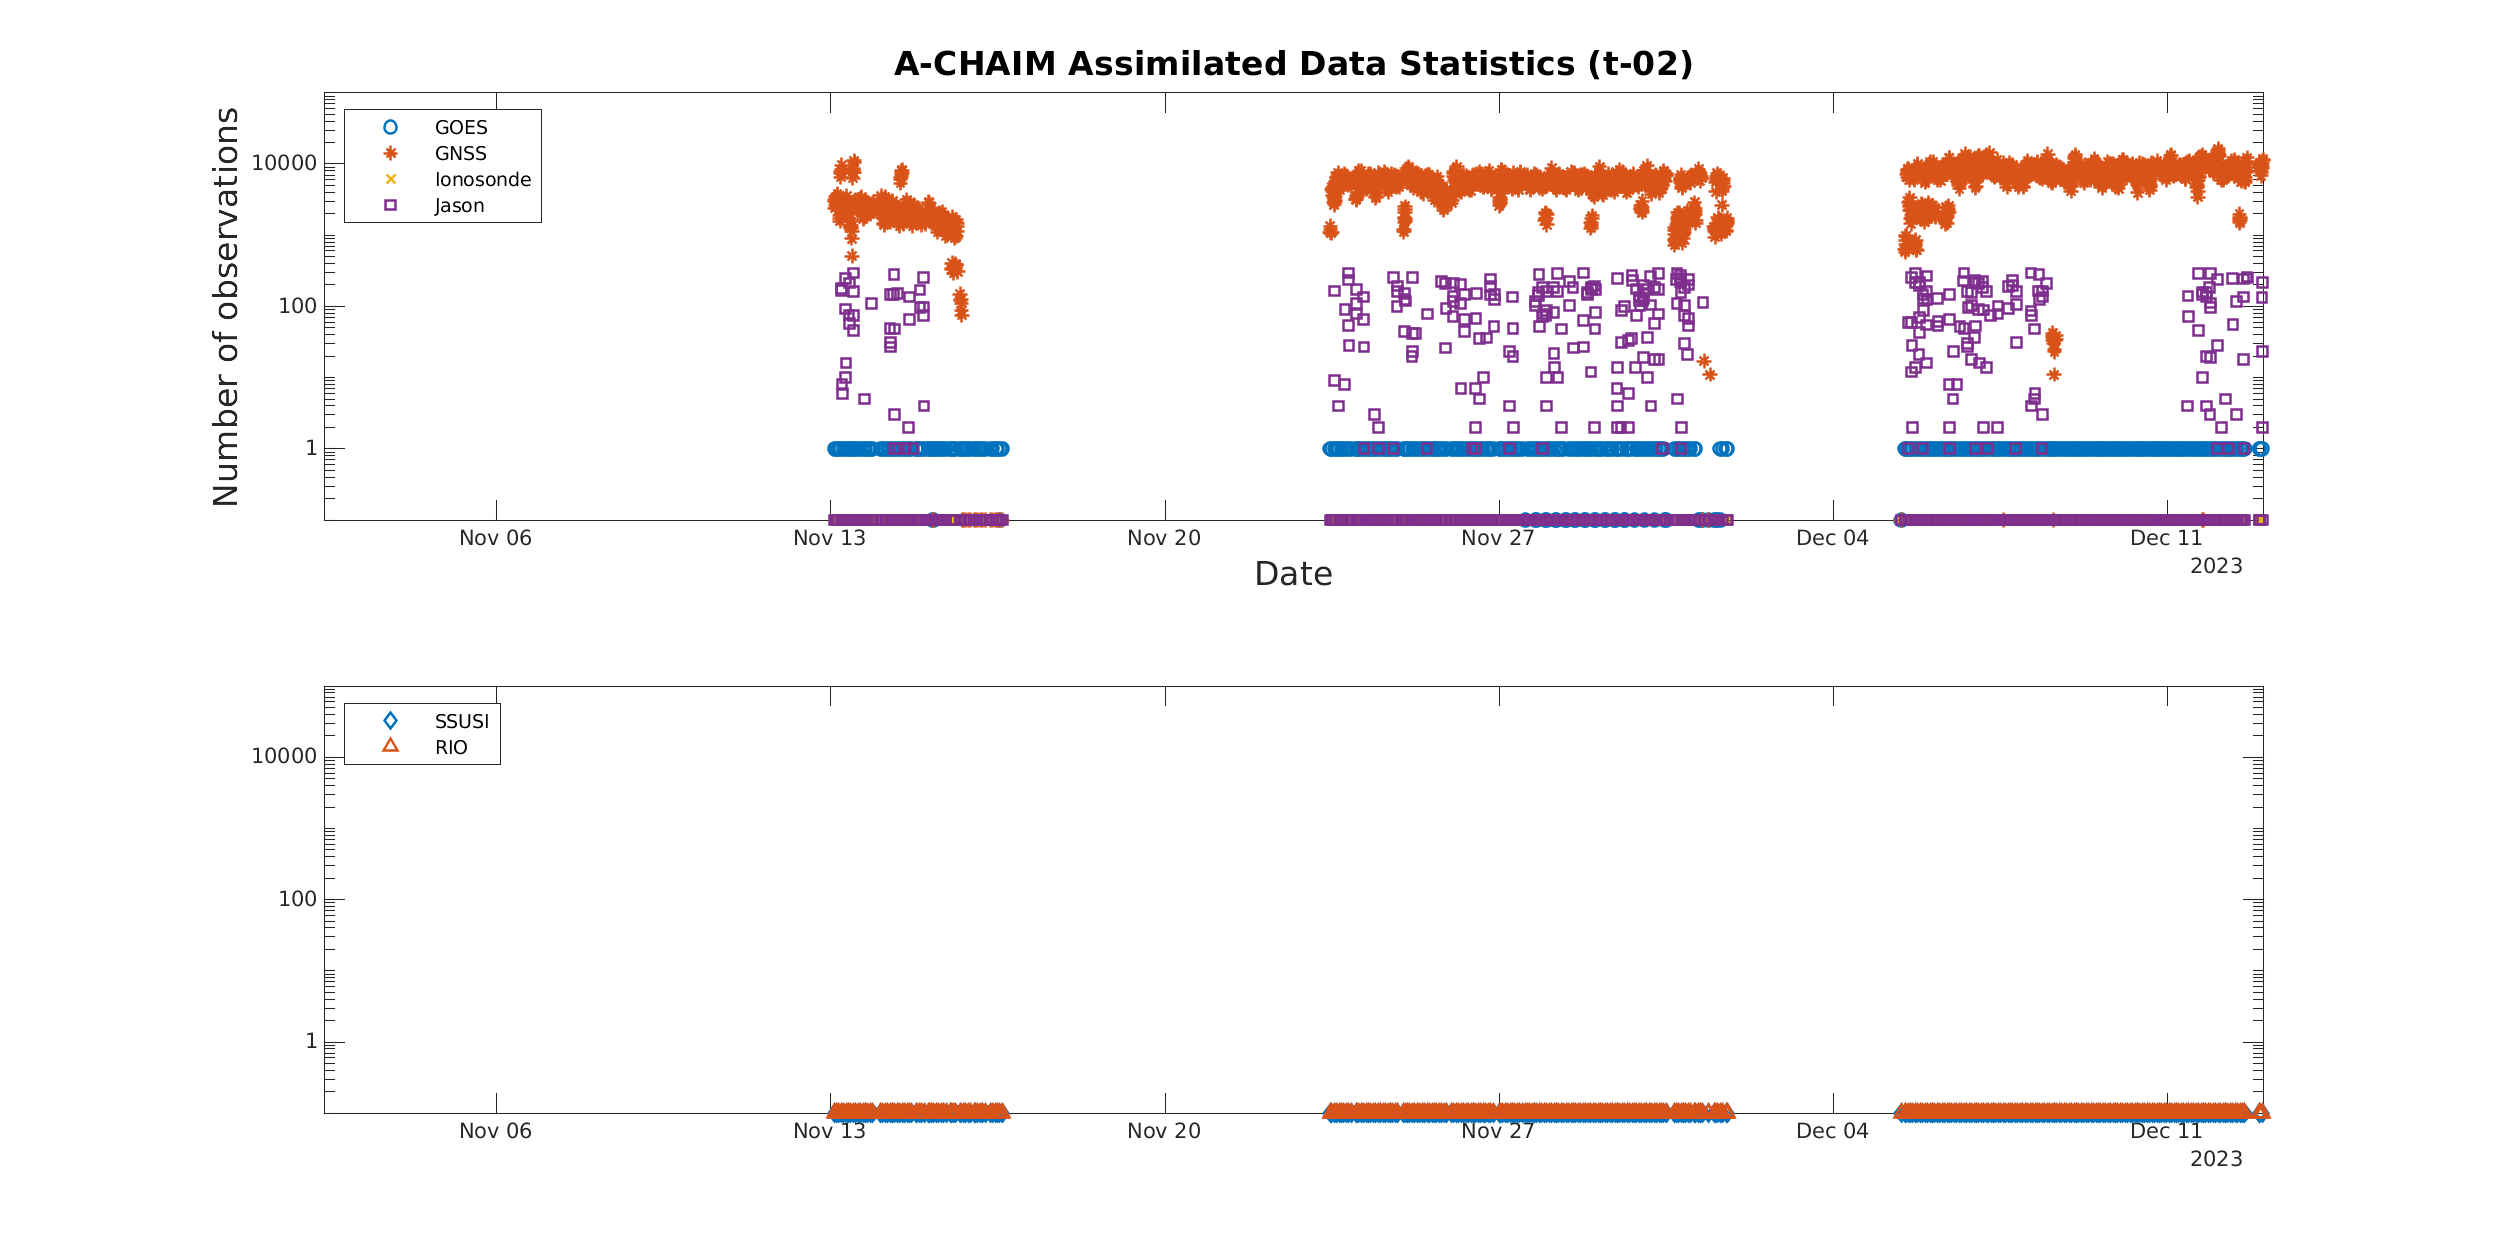 A-CHAIM Assimilated Data Statistics (t-02)
Number of observations
10000
100
1
GOES
GNSS
Ionosonde
Jason
Nov 06
Nov 13
Nov 20
Nov 27
Dec 04
Dec 11
2023
Date
10000
100
1
SSUSI
RIO
Nov 06
Nov 13
Nov 20
Nov 27
Dec 04
Dec 11
2023